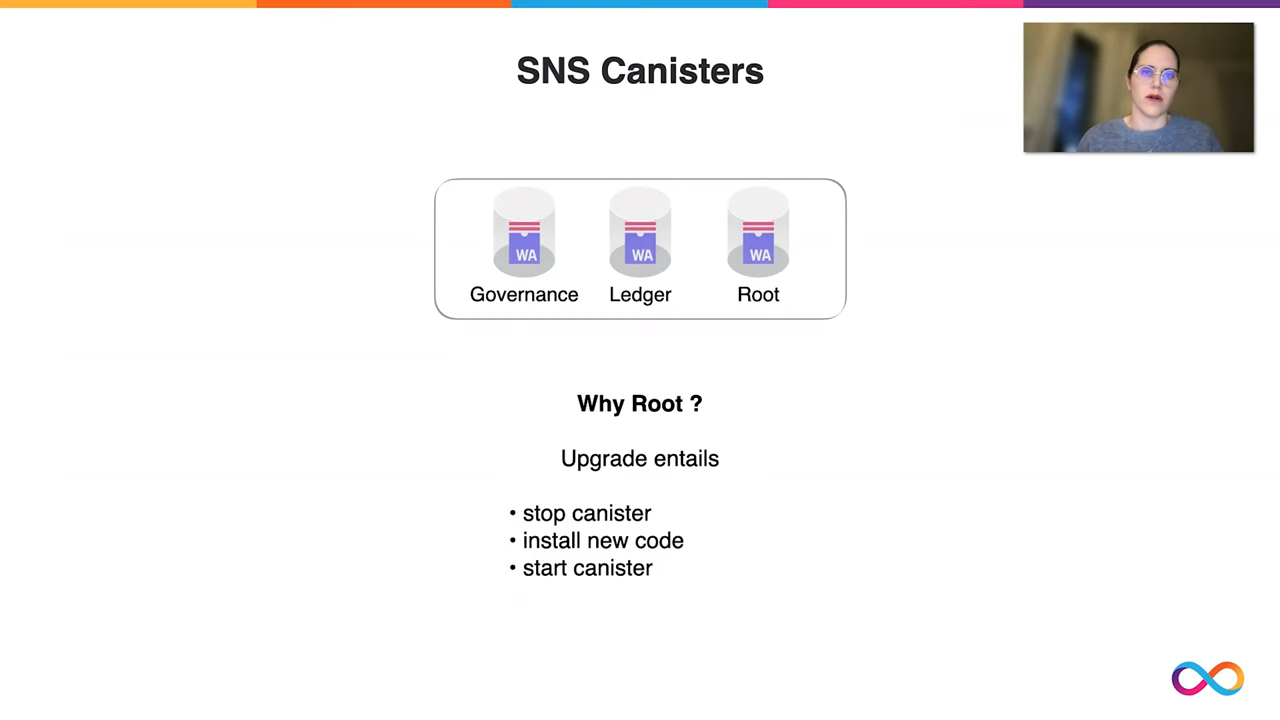 SNS Canisters
WA WA WA
Governance Ledger Root
Why Root ?
Upgrade entails
• stop canister
• install new code
• start canister